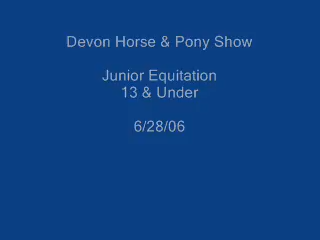 Devon Horse & Pony Show
Junior Equitation
13 & Under
6/28/06